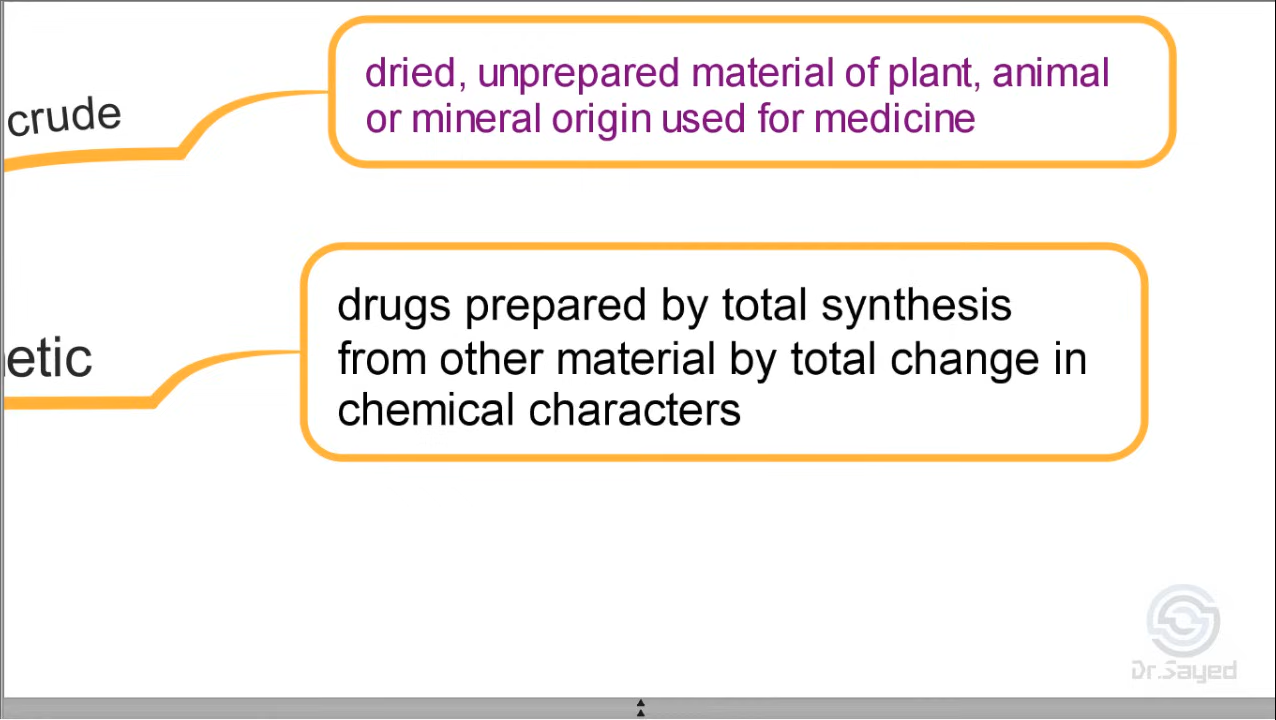 crude
dried, unprepared material of plant, animal
or mineral origin used for medicine
etic
drugs prepared by total synthesis
from other material by total change in
chemical characters
Dr.Sayed